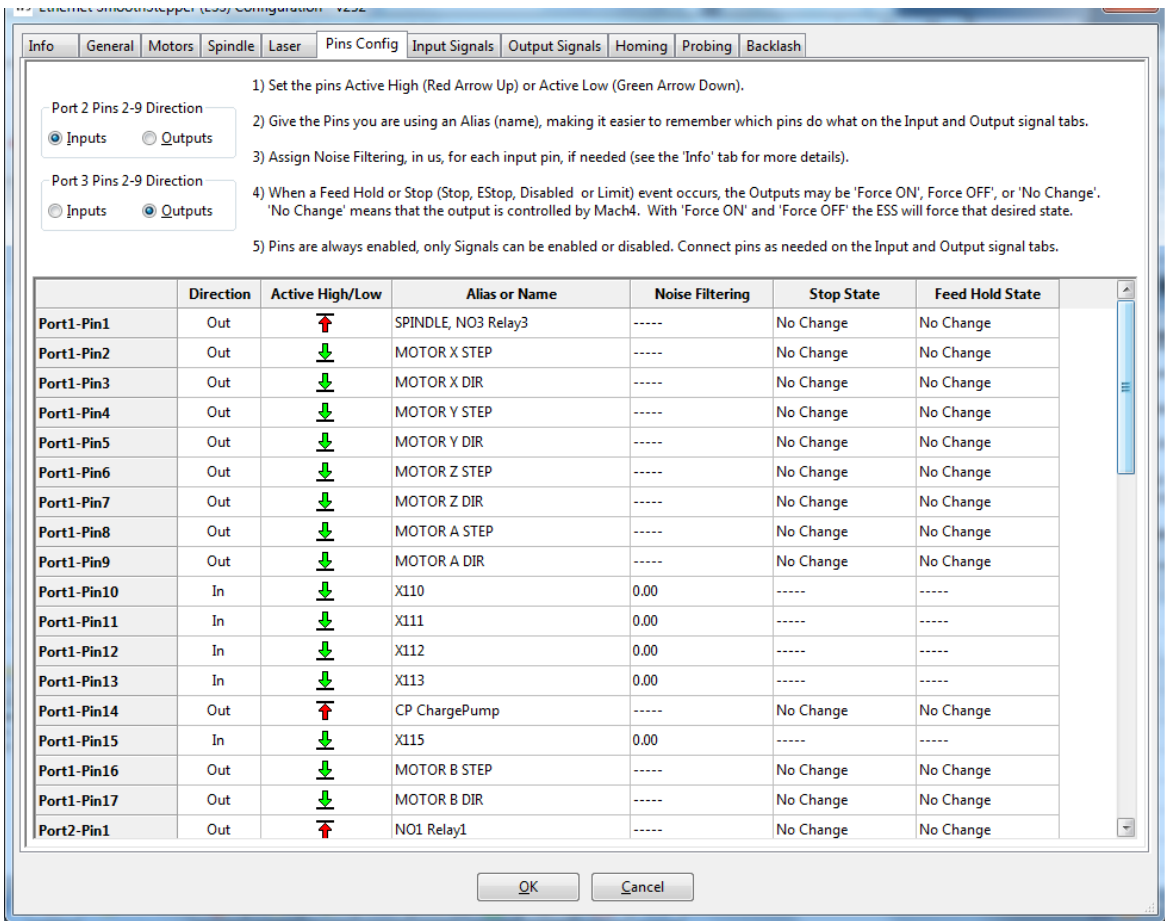 Ethernet SmoothStepper (ESS) Configuration - v252
Info General Motors Spindle Laser Pins Config Input Signals Output Signals Homing Probing Backlash
1) Set the pins Active High (Red Arrow Up) or Active Low (Green Arrow Down).
Port 2 Pins 2-9 Direction
Inputs Outputs
2) Give the Pins you are using an Alias (name), making it easier to remember which pins do what on the Input and Output signal tabs.
3) Assign Noise Filtering, in us, for each input pin, if needed (see the 'Info' tab for more details).
Port 3 Pins 2-9 Direction
Inputs Outputs
4) When a Feed Hold or Stop (Stop, EStop, Disabled or Limit) event occurs, the Outputs may be 'Force ON', Force OFF', or 'No Change'.
'No Change' means that the output is controlled by Mach4. With 'Force ON' and 'Force OFF' the ESS will force that desired state.
5) Pins are always enabled, only Signals can be enabled or disabled. Connect pins as needed on the Input and Output signal tabs.
Direction Active High/Low Alias or Name Noise Filtering Stop State Feed Hold State
Port1-Pin1 Out SPINDLE, NO3 Relay3 ----- No Change No Change
Port1-Pin2 Out MOTOR X STEP ----- No Change No Change
Port1-Pin3 Out MOTOR X DIR ----- No Change No Change
Port1-Pin4 Out MOTOR Y STEP ----- No Change No Change
Port1-Pin5 Out MOTOR Y DIR ----- No Change No Change
Port1-Pin6 Out MOTOR Z STEP ----- No Change No Change
Port1-Pin7 Out MOTOR Z DIR ----- No Change No Change
Port1-Pin8 Out MOTOR A STEP ----- No Change No Change
Port1-Pin9 Out MOTOR A DIR ----- No Change No Change
Port1-Pin10 In X110 0.00 ----- -----
Port1-Pin11 In X111 0.00 ----- -----
Port1-Pin12 In X112 0.00 ----- -----
Port1-Pin13 In X113 0.00 ----- -----
Port1-Pin14 Out CP ChargePump ----- No Change No Change
Port1-Pin15 In X115 0.00 ----- -----
Port1-Pin16 Out MOTOR B STEP ----- No Change No Change
Port1-Pin17 Out MOTOR B DIR ----- No Change No Change
Port2-Pin1 Out NO1 Relay1 ----- No Change No Change
OK Cancel